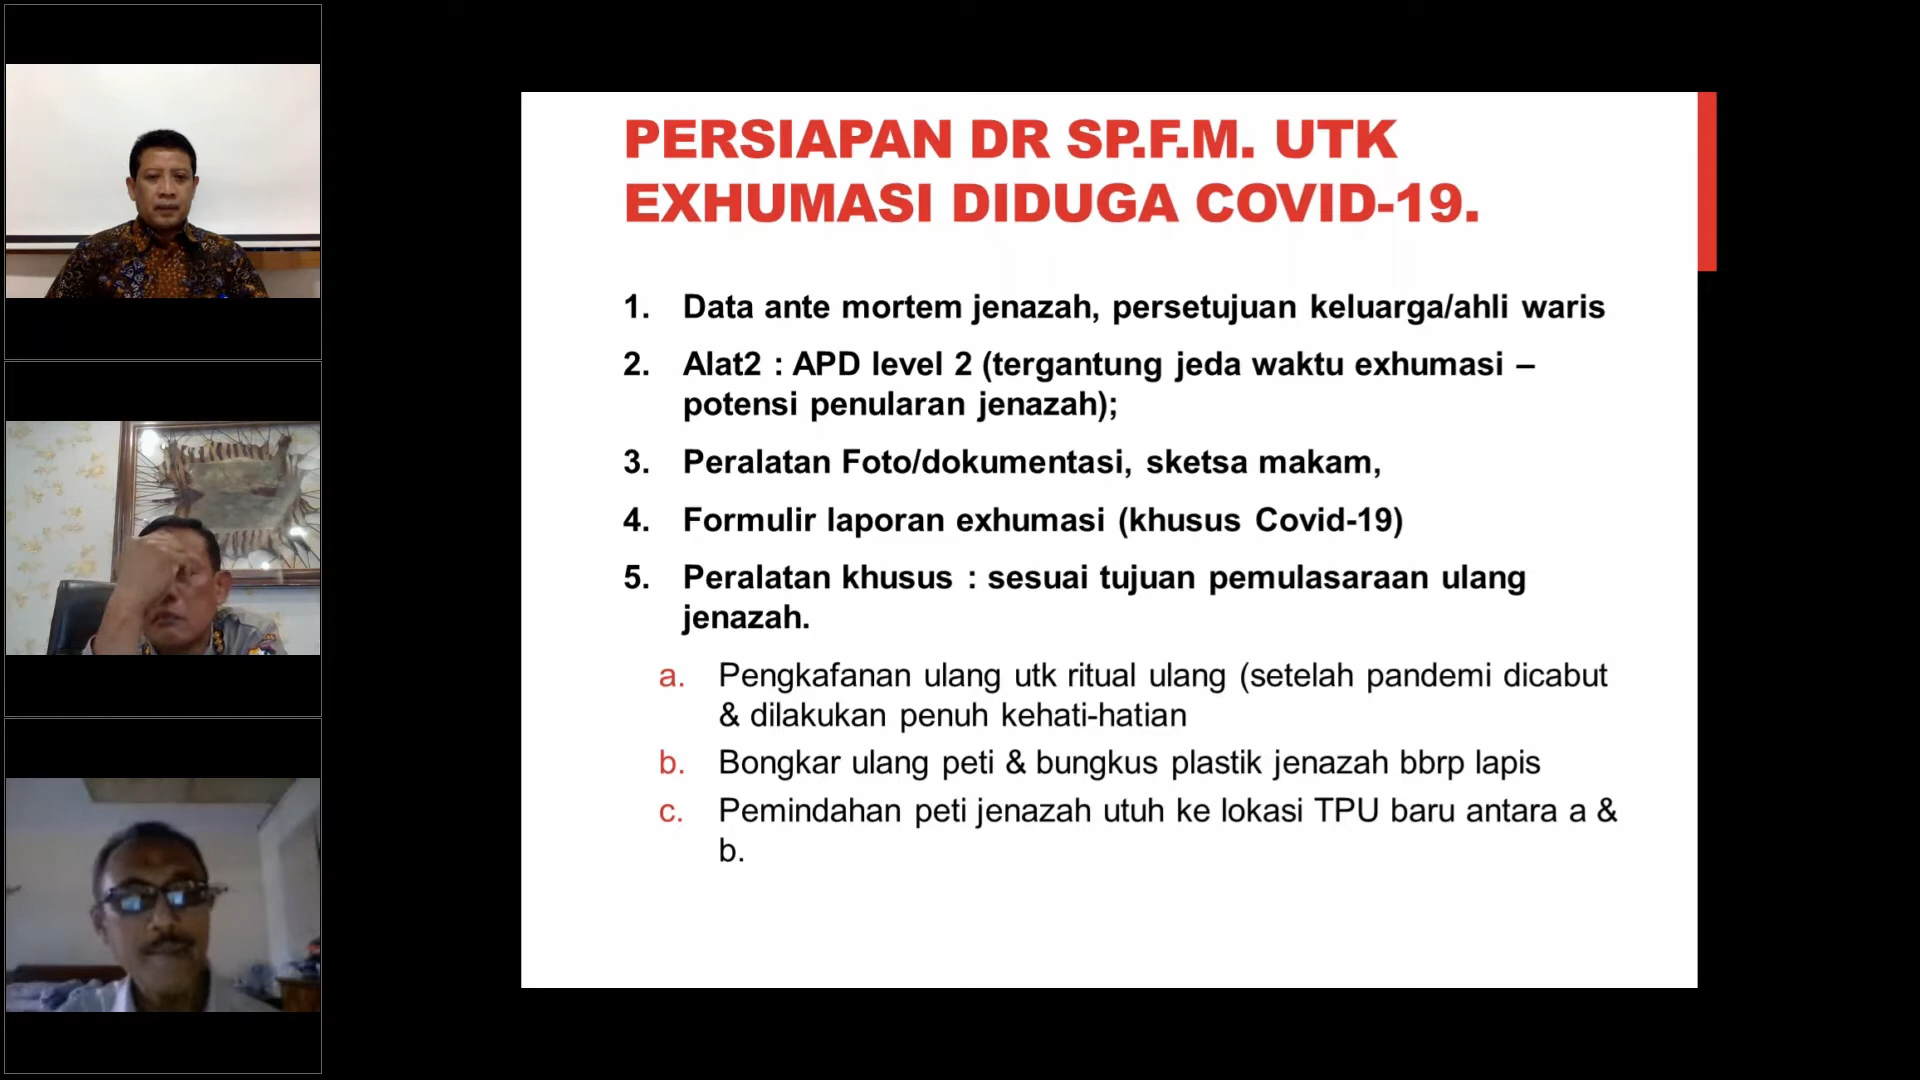 PERSIAPAN DR SP.F.M. UTK
EXHUMASI DIDUGA COVID-19.
1. Data ante mortem jenazah, persetujuan keluarga/ahli waris
2. Alat2 : APD level 2 (tergantung jeda waktu exhumasi –
potensi penularan jenazah);
3. Peralatan Foto/dokumentasi, sketsa makam,
4. Formulir laporan exhumasi (khusus Covid-19)
5. Peralatan khusus : sesuai tujuan pemulasaraan ulang
jenazah.
a. Pengkafanan ulang utk ritual ulang (setelah pandemi dicabut
& dilakukan penuh kehati-hatian
b. Bongkar ulang peti & bungkus plastik jenazah bbrp lapis
c. Pemindahan peti jenazah utuh ke lokasi TPU baru antara a &
b.